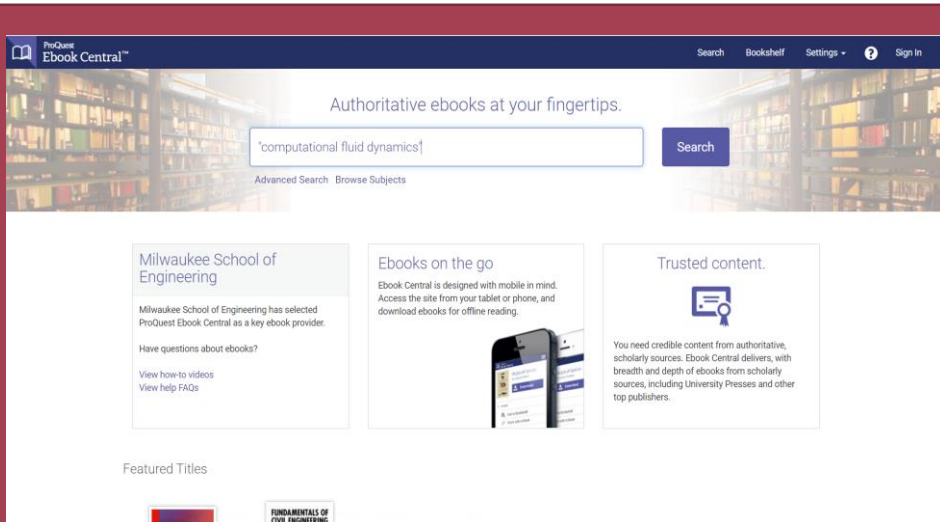 ProQuest
Ebook Central™
Search Bookshelf Settings ? Sign In
Authoritative ebooks at your fingertips.
"computational fluid dynamics"
Search
Advanced Search Browse Subjects
Milwaukee School of
Engineering
Milwaukee School of Engineering has selected
ProQuest Ebook Central as a key ebook provider.
Have questions about ebooks?
View how-to videos
View help FAQs
Ebooks on the go
Ebook Central is designed with mobile in mind.
Access the site from your tablet or phone, and
download ebooks for offline reading.
Trusted content.
You need credible content from authoritative,
scholarly sources. Ebook Central delivers, with
breadth and depth of ebooks from scholarly
sources, including University Presses and other
top publishers.
Featured Titles
FUNDAMENTALS OF
CIVIL ENGINEERING